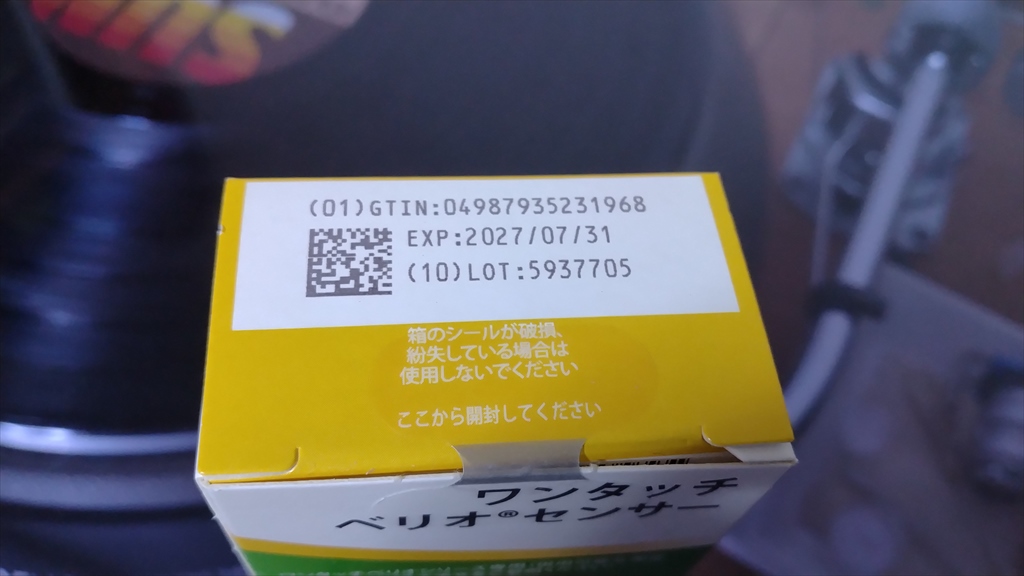 (01)GTIN:04987935231968
EXP:2027/07/31
(10)LOT:5937705
箱のシールが破損、
紛失している場合は
使用しないでください
ここから開封してください
ワンタッチ
ベリオ®センサー